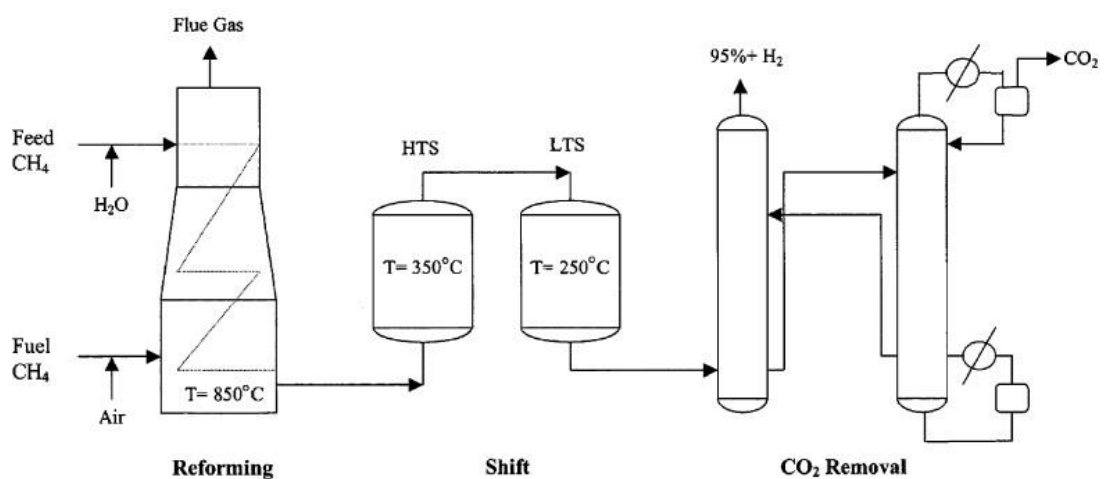 Flue Gas
Feed
CH₄
H₂O
Fuel
CH₄
Air
T= 850°C
HTS
LTS
T= 350°C
T= 250°C
95%+ H₂
CO₂
Reforming
Shift
CO₂ Removal